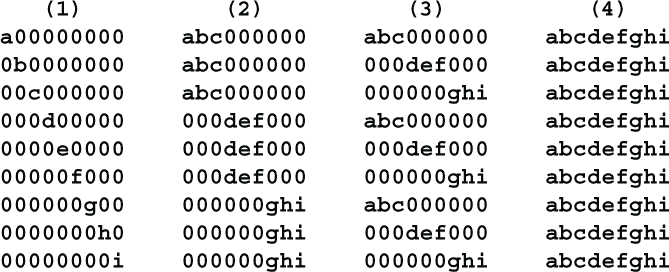 (1) (2) (3) (4)
a00000000 abc000000 abc000000 abcdefghi
0b0000000 abc000000 000def000 abcdefghi
00c000000 abc000000 000000ghi abcdefghi
000d00000 000def000 abc000000 abcdefghi
0000e0000 000def000 000def000 abcdefghi
00000f000 000def000 000000ghi abcdefghi
000000g00 000000ghi abc000000 abcdefghi
0000000h0 000000ghi 000def000 abcdefghi
00000000i 000000ghi 000000ghi abcdefghi